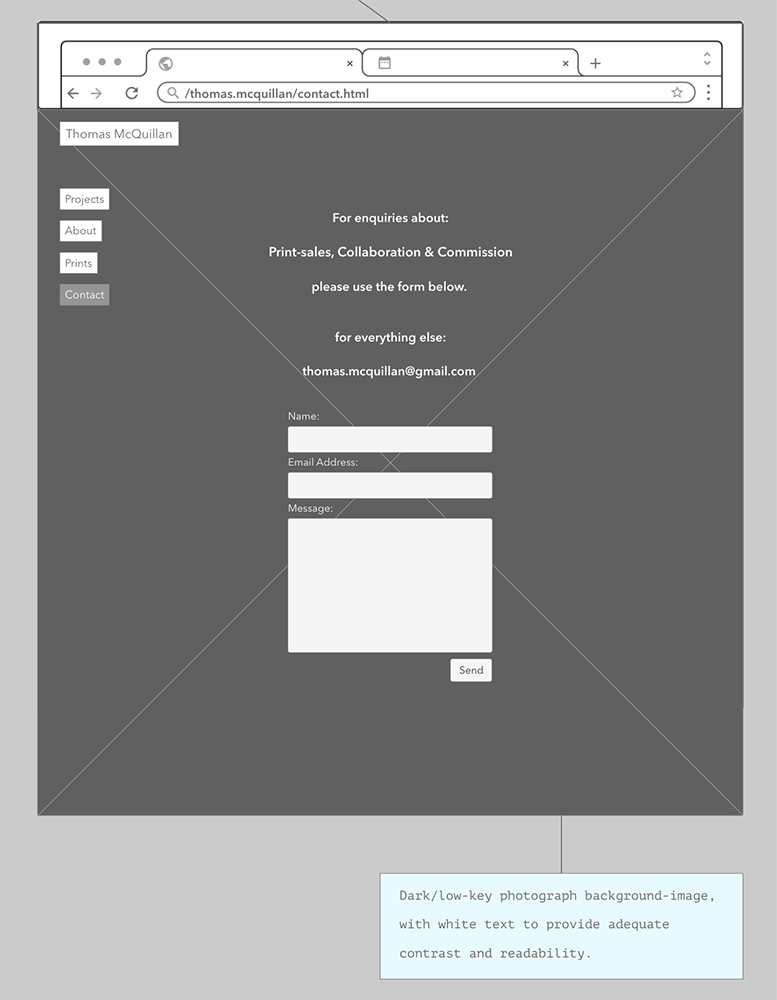 /thomas.mcquillan/contact.html
Thomas McQuillan
Projects
About
Prints
Contact
For enquiries about:
Print-sales, Collaboration & Commission
please use the form below.
for everything else:
thomas.mcquillan@gmail.com
Name:
Email Address:
Message:
Send
Dark/low-key photograph background-image,
with white text to provide adequate
contrast and readability.